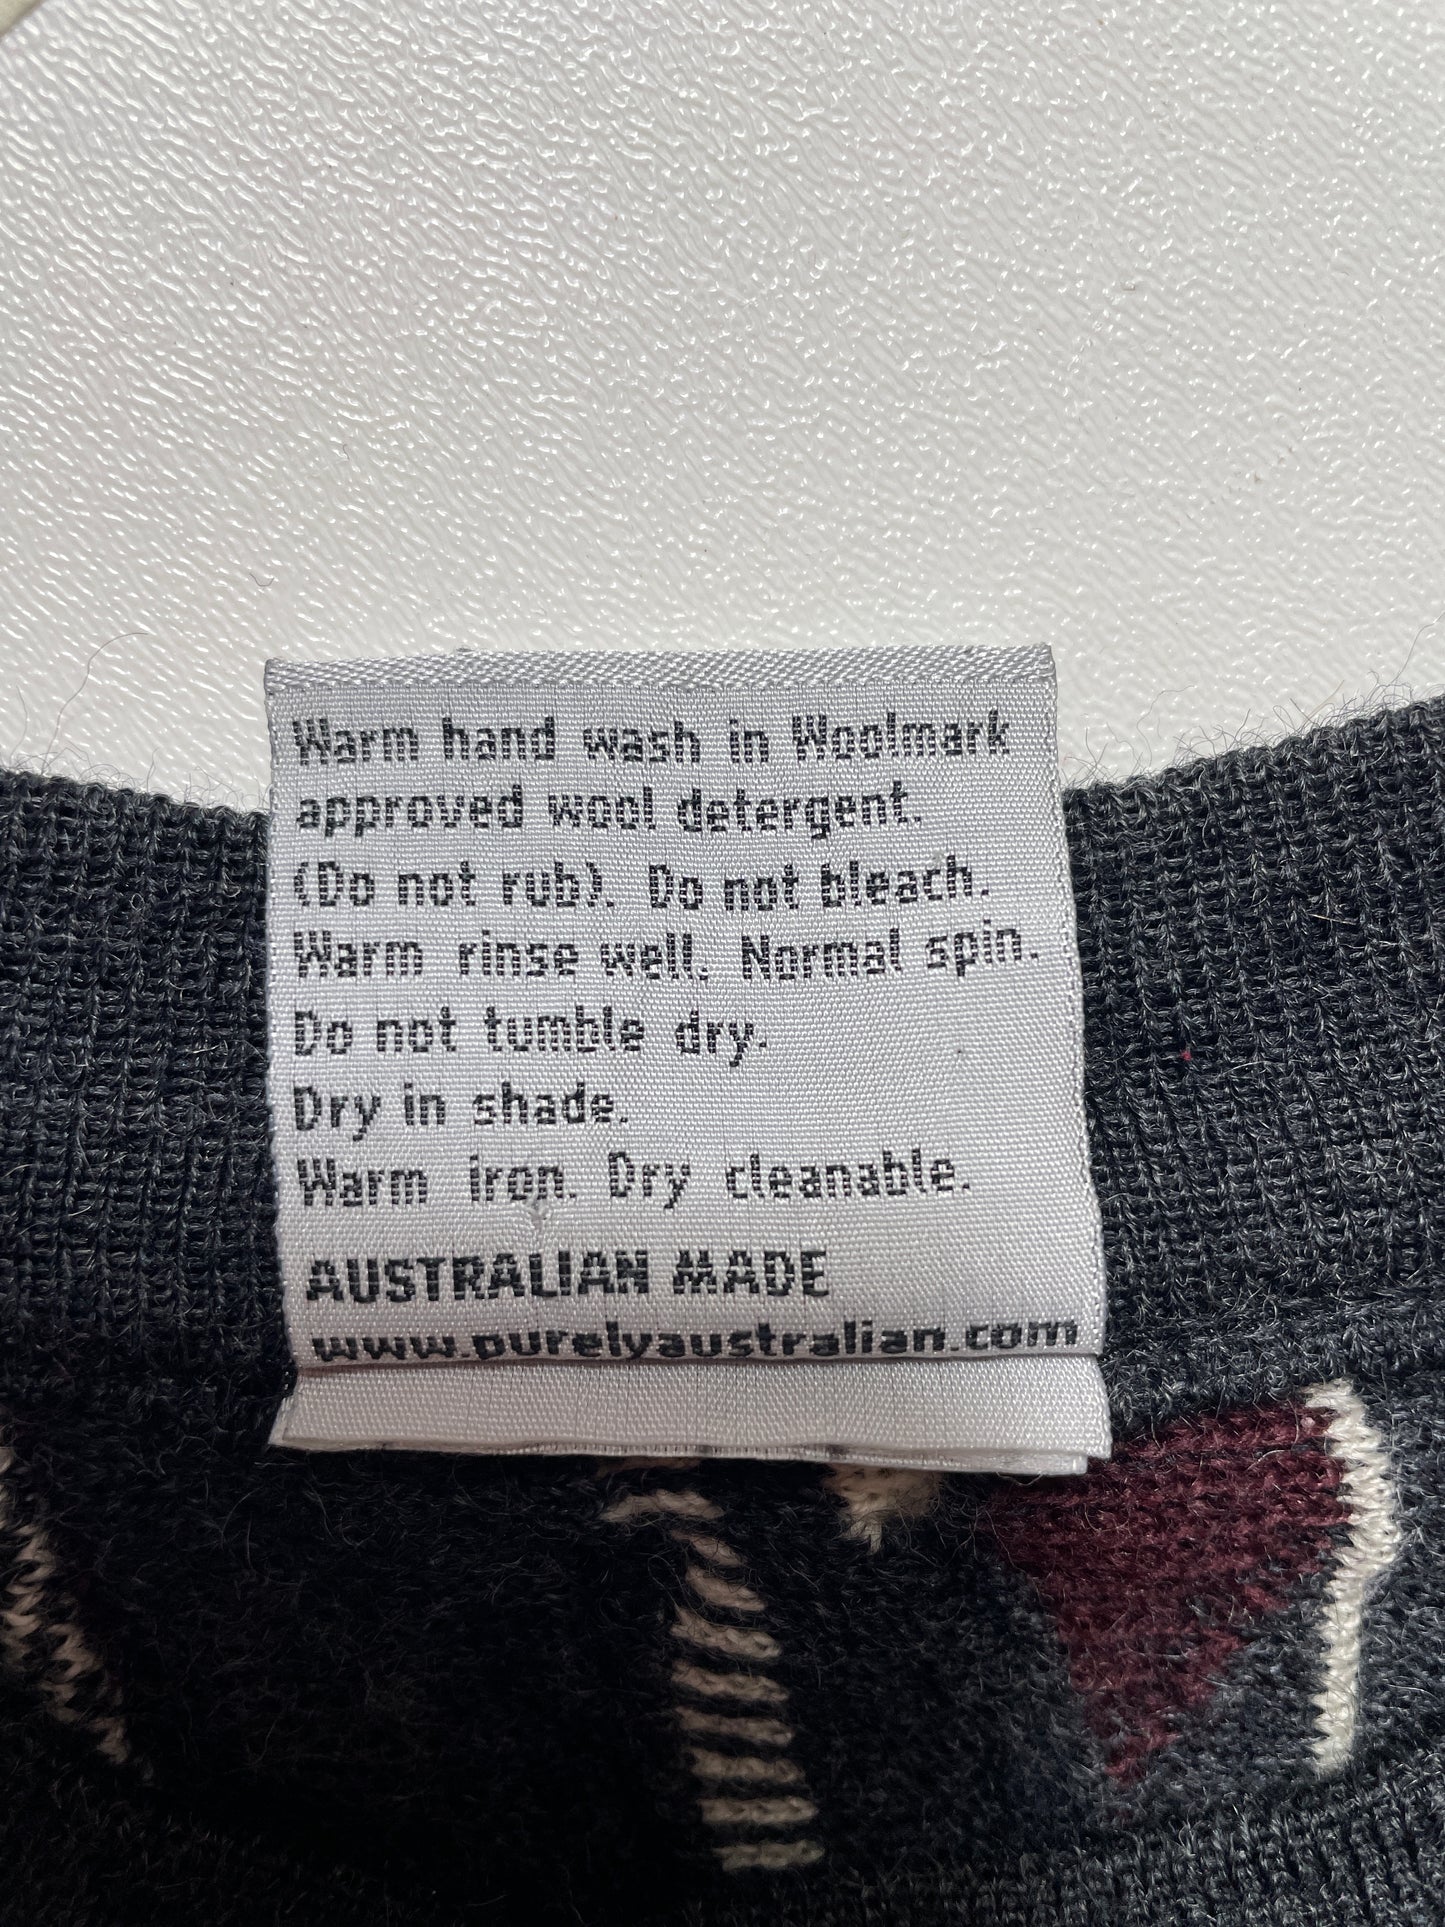 Warm hand wash in Woolmark
approved wool detergent.
(Do not rub). Do not bleach.
Warm rinse well. Normal spin.
Do not tumble dry.
Dry in shade.
Warm iron. Dry cleanable.
AUSTRALIAN MADE
www.purelyaustralian.com